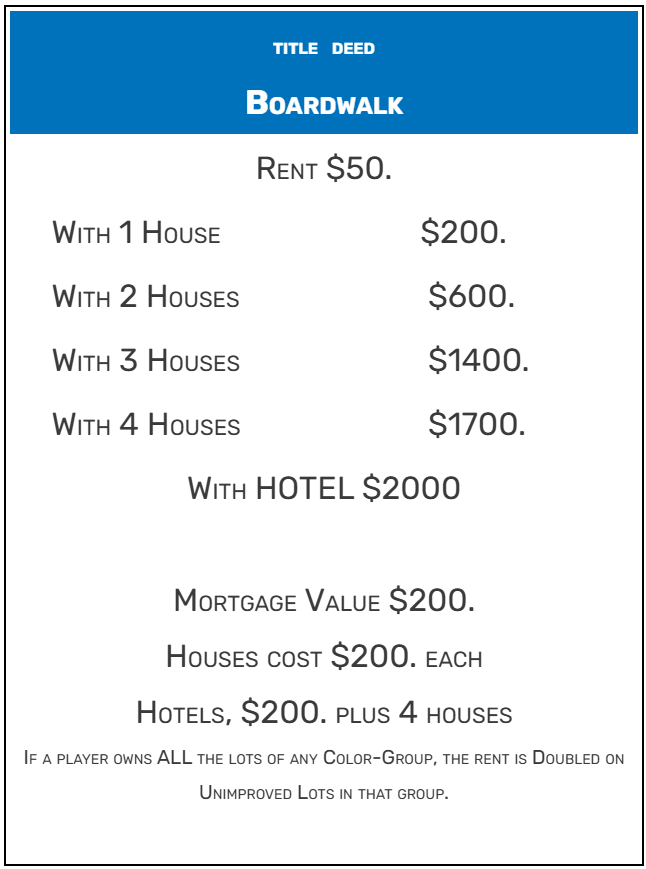 TITLE DEED
BOARDWALK
RENT $50.
WITH 1 HOUSE $200.
WITH 2 HOUSES $600.
WITH 3 HOUSES $1400.
WITH 4 HOUSES $1700.
WITH HOTEL $2000
MORTGAGE VALUE $200.
HOUSES COST $200. EACH
HOTELS, $200. PLUS 4 HOUSES
IF A PLAYER OWNS ALL THE LOTS OF ANY COLOR-GROUP, THE RENT IS DOUBLED ON
UNIMPROVED LOTS IN THAT GROUP.